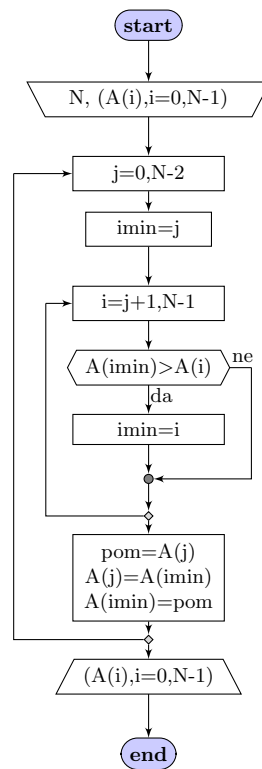 start
N, (A(i),i=0,N-1)
j=0,N-2
imin=j
i=j+1,N-1
A(imin)>A(i)
ne
da
imin=i
pom=A(j)
A(j)=A(imin)
A(imin)=pom
(A(i),i=0,N-1)
end